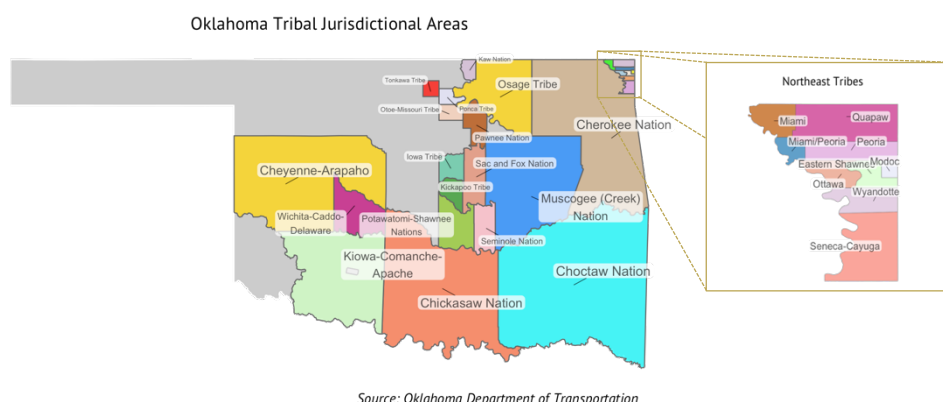 Oklahoma Tribal Jurisdictional Areas
Kaw Nation
Tonkawa Tribe
Osage Tribe
Ponca Tribe
Otoe-Missouri Tribe
Cherokee Nation
Pawnee Nation
Iowa Tribe
Sac and Fox Nation
Cheyenne-Arapaho
Kickapoo Tribe
Muscogee (Creek)
Nation
Wichita-Caddo-
Delaware
Potawatomi-Shawnee
Nations
Seminole Nation
Kiowa-Comanche-
Apache
Choctaw Nation
Chickasaw Nation
Northeast Tribes
Miami
Quapaw
Miami/Peoria
Peoria
Eastern Shawnee
Modoc
Ottawa
Wyandotte
Seneca-Cayuga
Source: Oklahoma Department of Transportation